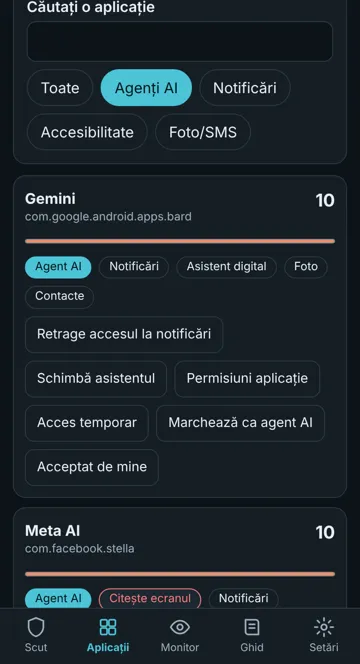 Căutați o aplicație
Toate
Agenți AI
Notificări
Accesibilitate
Foto/SMS
Gemini
10
com.google.android.apps.bard
Agent AI
Notificări
Asistent digital
Foto
Contacte
Retrage accesul la notificări
Schimbă asistentul
Permisiuni aplicație
Acces temporar
Marchează ca agent AI
Acceptat de mine
Meta AI
10
com.facebook.stella
Agent AI
Citește ecranul
Notificări
Scut
Aplicații
Monitor
Ghid
Setări